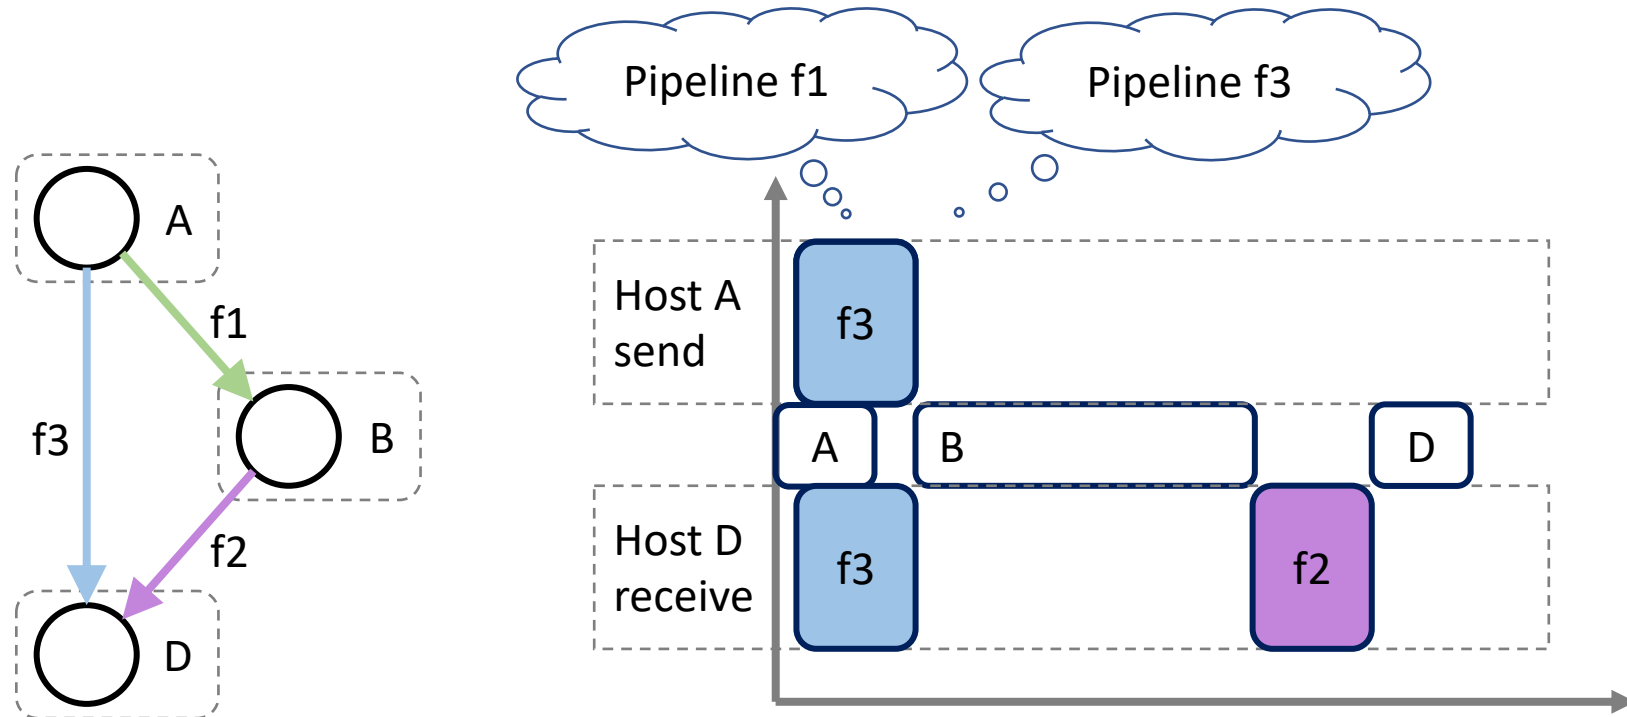 Pipeline f1
Pipeline f3
A
f1
f3
B
f2
D
Host A
send
f3
A
B
D
Host D
receive
f3
f2